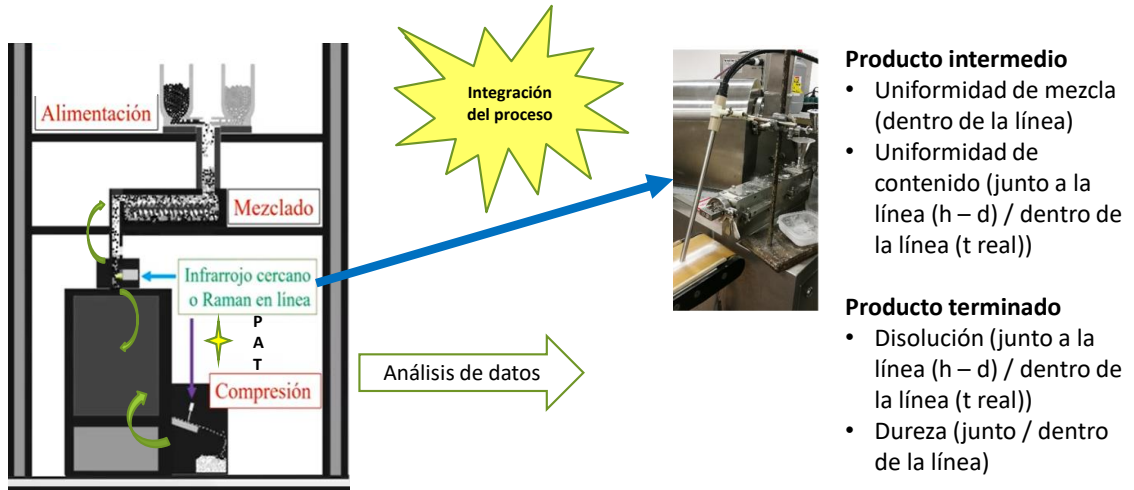 Alimentación
Mezclado
Infrarrojo cercano
o Raman en línea
P
A
T
Compresión
Integración
del proceso
Análisis de datos
Producto intermedio
• Uniformidad de mezcla
(dentro de la línea)
• Uniformidad de
contenido (junto a la
línea (h – d) / dentro de
la línea (t real))
Producto terminado
• Disolución (junto a la
línea (h – d) / dentro de
la línea (t real))
• Dureza (junto / dentro
de la línea)